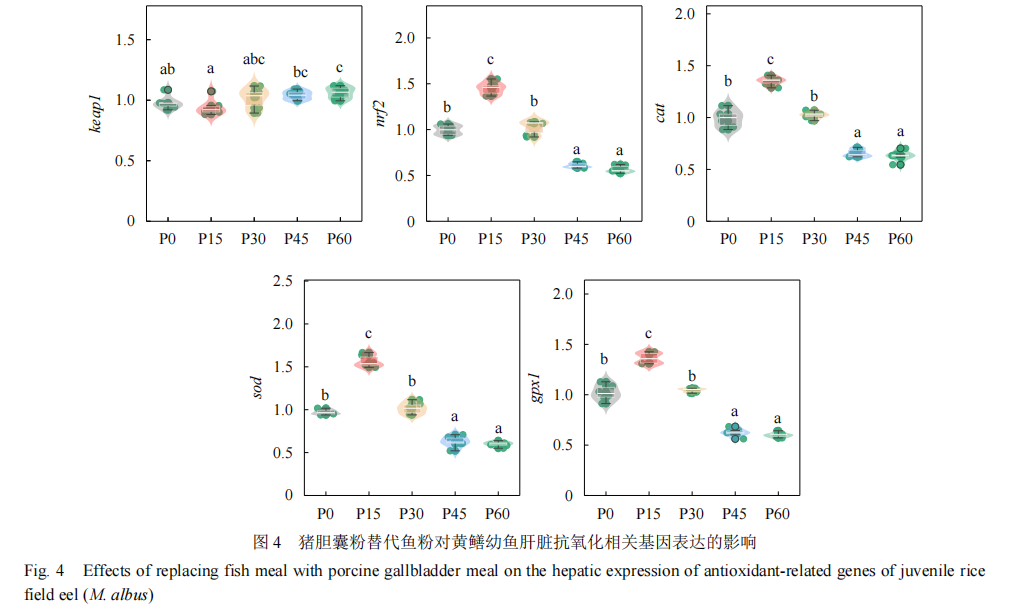 keap1
1.5
1.0
0.5
0
ab
a
abc
bc
c
P0 P15 P30 P45 P60
nrf2
2.0
1.5
1.0
0.5
0
b
c
b
a
a
P0 P15 P30 P45 P60
cat
2.0
1.5
1.0
0.5
0
b
c
b
a
a
P0 P15 P30 P45 P60
sod
2.5
2.0
1.5
1.0
0.5
0
b
c
b
a
a
P0 P15 P30 P45 P60
gpx1
2.0
1.5
1.0
0.5
0
b
c
b
a
a
P0 P15 P30 P45 P60
图 4 猪胆囊粉替代鱼粉对黄鳝幼鱼肝脏抗氧化相关基因表达的影响
Fig. 4 Effects of replacing fish meal with porcine gallbladder meal on the hepatic expression of antioxidant-related genes of juvenile rice
field eel (M. albus)